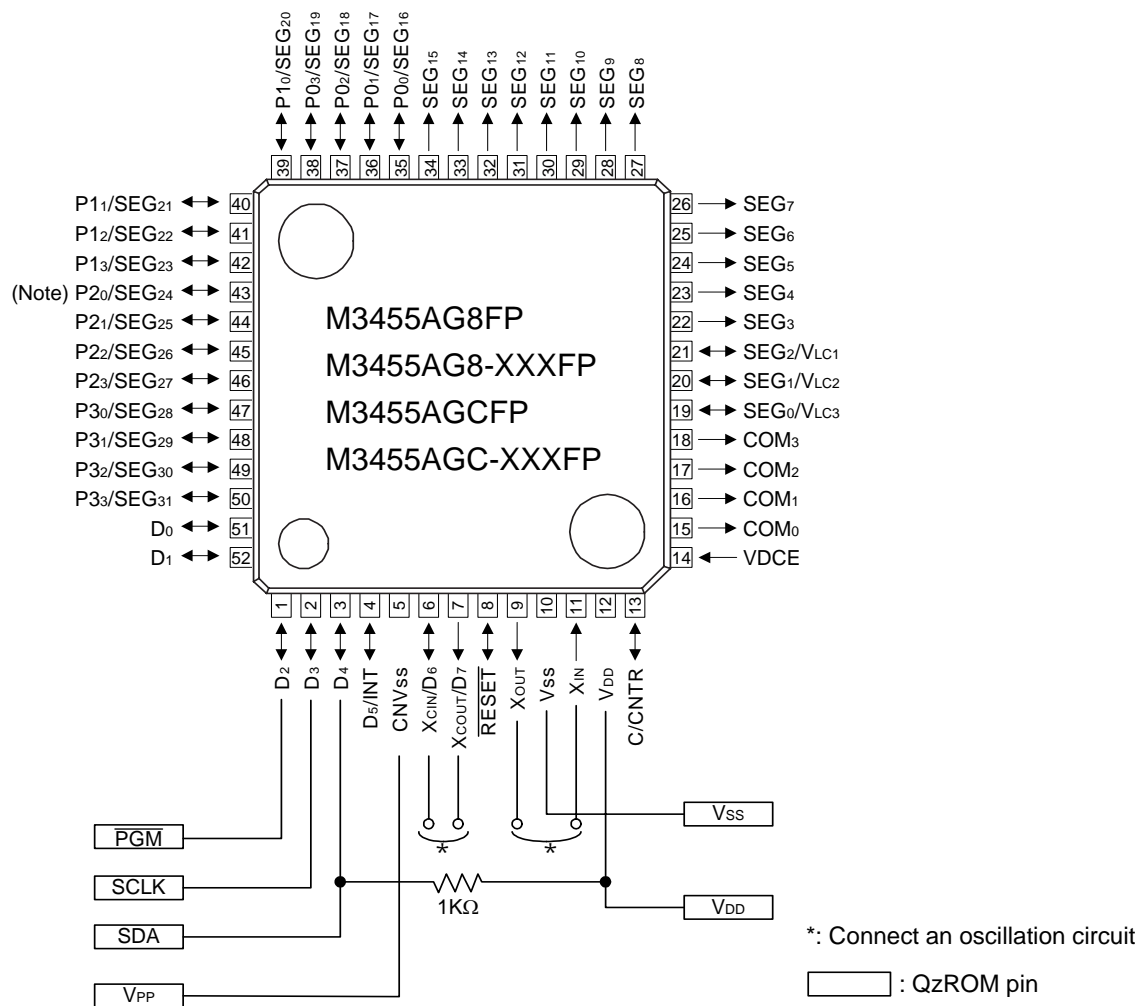 P10/SEG20
P03/SEG19
P02/SEG18
P01/SEG17
P00/SEG16
SEG15
SEG14
SEG13
SEG12
SEG11
SEG10
SEG9
SEG8
39 38 37 36 35 34 33 32 31 30 29 28 27
P11/SEG21 40
P12/SEG22 41
P13/SEG23 42
(Note) P20/SEG24 43
P21/SEG25 44
P22/SEG26 45
P23/SEG27 46
P30/SEG28 47
P31/SEG29 48
P32/SEG30 49
P33/SEG31 50
D0 51
D1 52
M3455AG8FP
M3455AG8-XXXFP
M3455AGCFP
M3455AGC-XXXFP
26 SEG7
25 SEG6
24 SEG5
23 SEG4
22 SEG3
21 SEG2/VLC1
20 SEG1/VLC2
19 SEG0/VLC3
18 COM3
17 COM2
16 COM1
15 COM0
14 VDCE
1 2 3 4 5 6 7 8 9 10 11 12 13
D2
D3
D4
D5/INT
CNVss
XCIN/D6
XCOUT/D7
RESET
XOUT
Vss
XIN
VDD
C/CNTR
PGM
SCLK
SDA
VPP
*
*
1KΩ
VSS
VDD
*: Connect an oscillation circuit
: QzROM pin